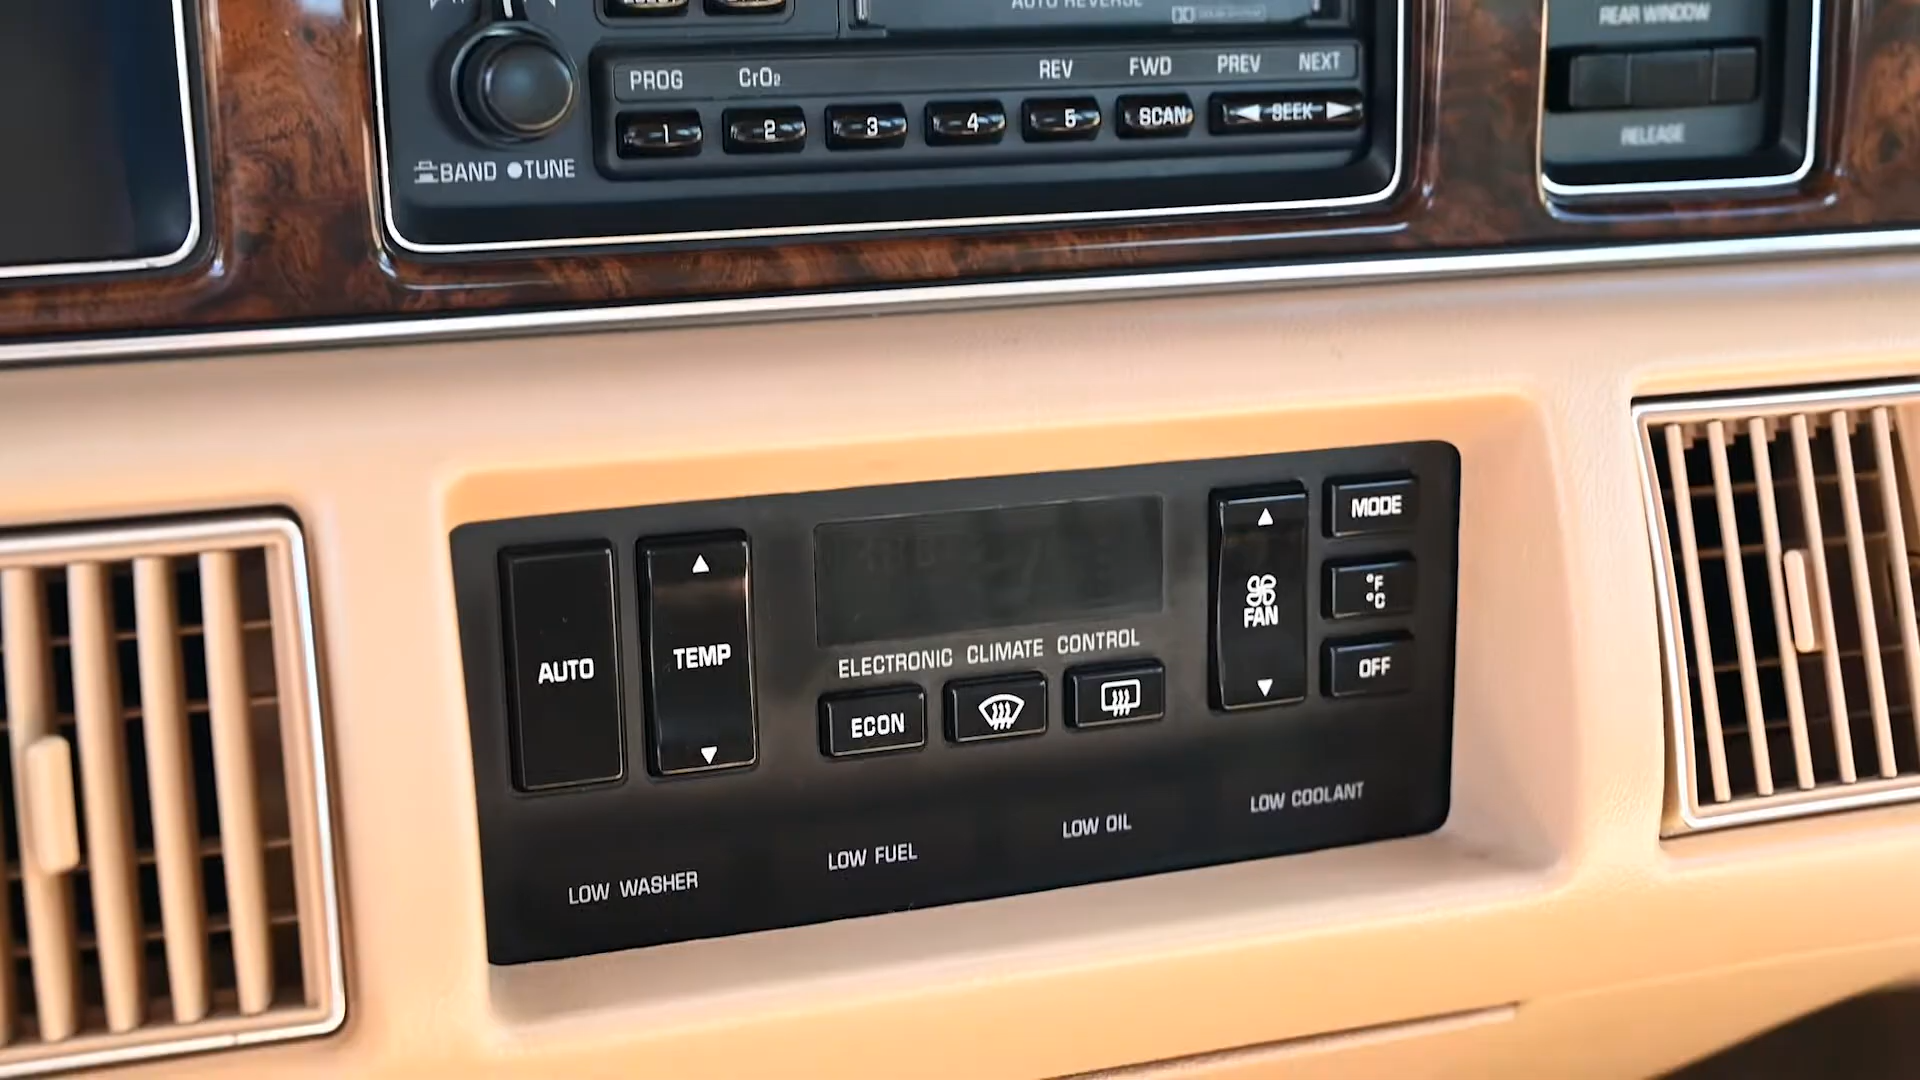 AUTO REVERSE
REAR WINDOW
PROG CrO₂ REV FWD PREV NEXT
1 2 3 4 5 SCAN SEEK
BAND TUNE
RELEASE
MODE
°F
°C
OFF
FAN
AUTO
TEMP
ELECTRONIC CLIMATE CONTROL
ECON
LOW WASHER
LOW FUEL
LOW OIL
LOW COOLANT